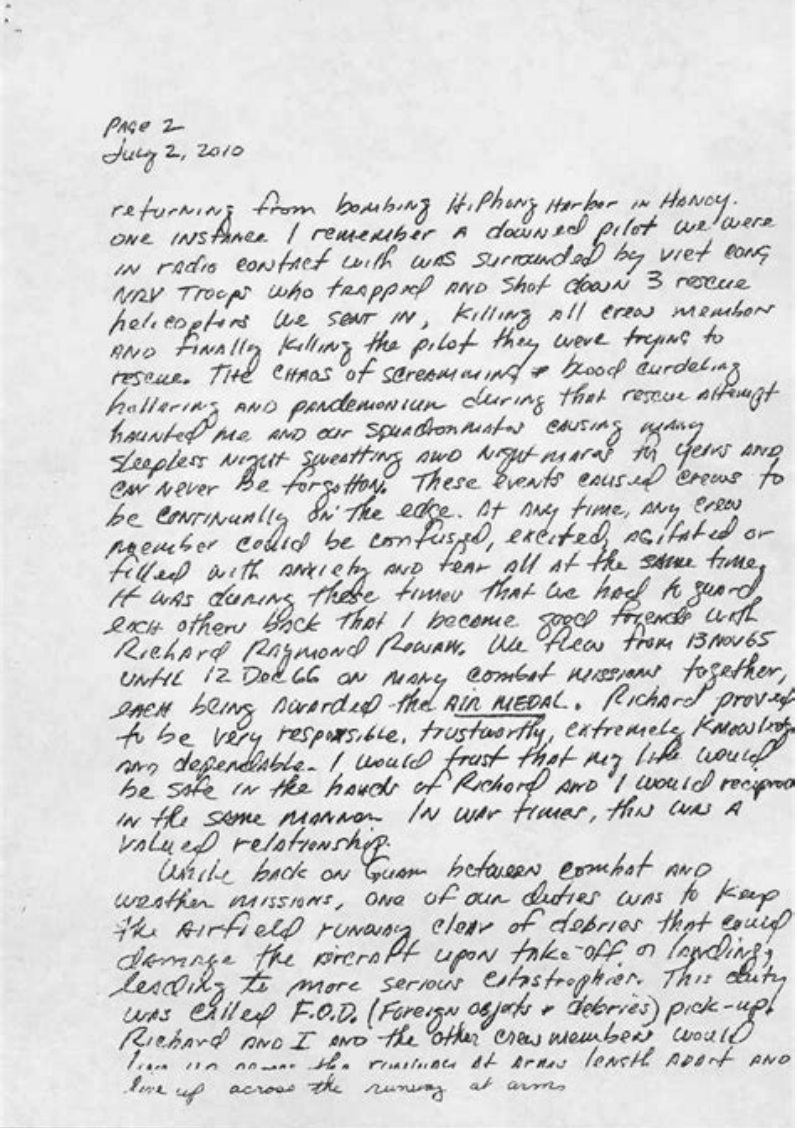 PAGE 2
July 2, 2010
returning from bombing Hiphong Harbor in Hanoy.
One instance I remember a downed pilot we were
in radio contact with was surrounded by viet cong
NRV Troops who trapped and shot down 3 rescue
helicopters we sent in, killing all crew members
and finally killing the pilot they were trying to
rescue. The chaos of screamming & blood curdeling
hollaring and pandemonium during that rescue attempt
haunted me and our squadronmates causing many
sleepless night sweatting and nightmares for years and
can never be forgotton. These events caused crews to
be continually on the edge. At any time, any crew
member could be confused, excited, agitated or
filled with anxiety and fear all at the same time.
It was during these times that we had to guard
each others back that I became good friends with
Richard Raymond Rowan. We flew from 13 Nov 65
until 12 Dec 66 on many combat missions together,
each being awarded the AIR MEDAL. Richard proved
to be very responsible, trustworthy, extremely knowledg
and dependable. I would trust that my life would
be safe in the hands of Richard and I would reciproc
in the same manner. In war times, this was a
valued relationship.
While back on Guam between combat and
weather missions, one of our duties was to keep
the airfield runway clear of debries that could
damage the aircraft upon take-off or landing,
leading to more serious catastrophies. This duty
was called F.O.D. (Foreign objats & debries) pick-up.
Richard and I and the other crewmembers would
line up across the runway at arms length apart and
line up across the runway at arms